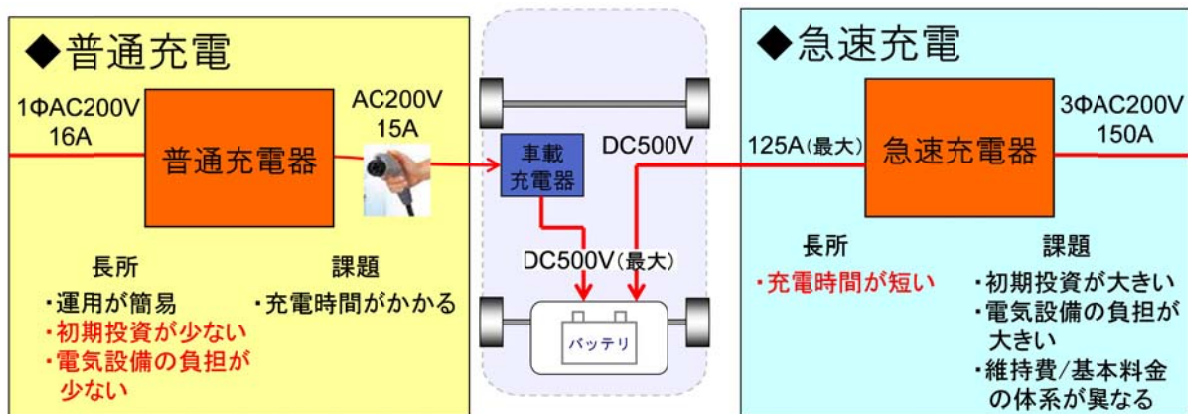 ◆普通充電
1ΦAC200V
16A
普通充電器
AC200V
15A
長所
・運用が簡易
・初期投資が少ない
・電気設備の負担が
少ない
課題
・充電時間がかかる
車載
充電器
DC500V
DC500V(最大)
バッテリ
◆急速充電
125A(最大)
急速充電器
3ΦAC200V
150A
長所
・充電時間が短い
課題
・初期投資が大きい
・電気設備の負担が
大きい
・維持費/基本料金
の体系が異なる